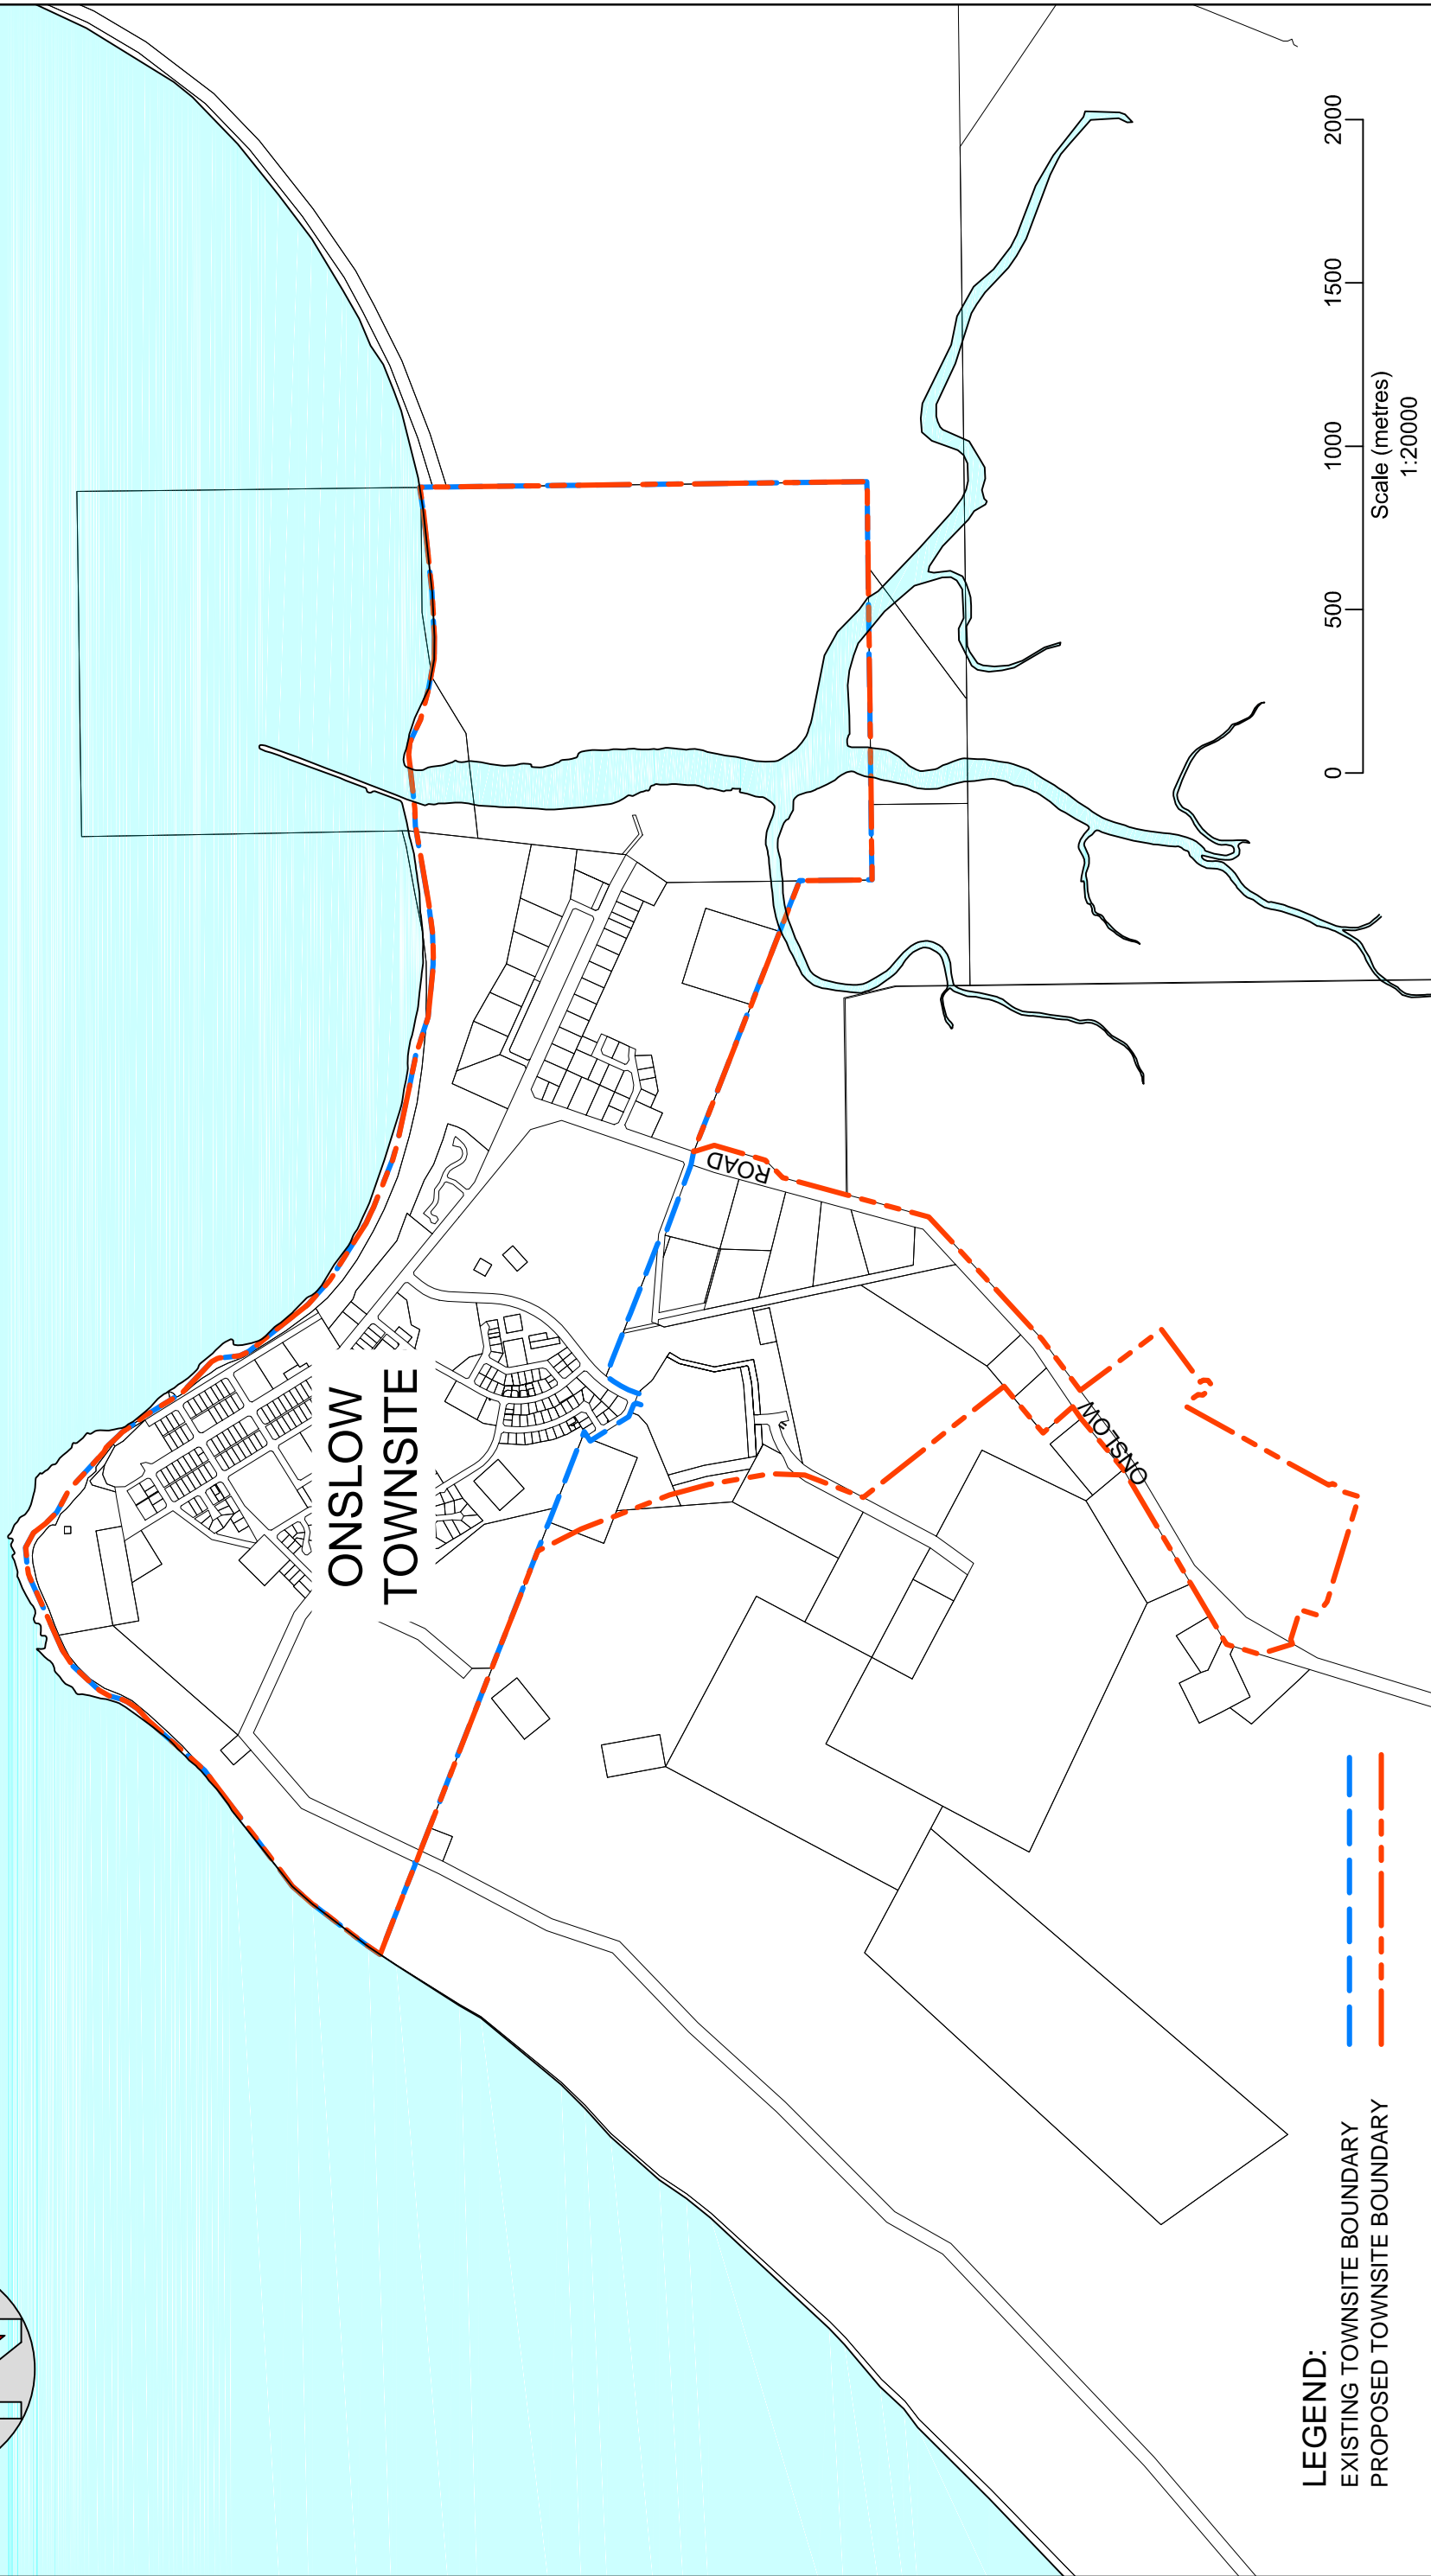 ONSLOW
TOWNSITE
ROAD
ONSLOW
LEGEND:
EXISTING TOWNSITE BOUNDARY
PROPOSED TOWNSITE BOUNDARY
0 500 1000 1500 2000
Scale (metres)
1:20000